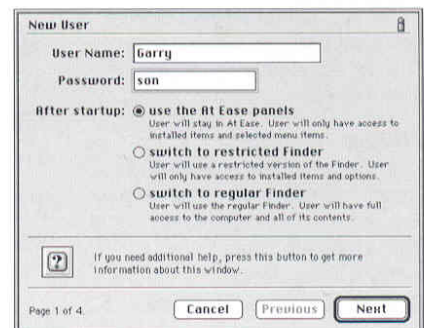 New User
User Name: Garry
Password: son
After startup: use the At Ease panels
User will stay in At Ease. User will only have access to
installed items and selected menu items.
switch to restricted Finder
User will use a restricted version of the Finder. User
will only have access to installed items and options.
switch to regular Finder
User will use the regular Finder. User will have full
access to the computer and all of its contents.
?
If you need additional help, press this button to get more
information about this window.
Page 1 of 4. Cancel Previous Next